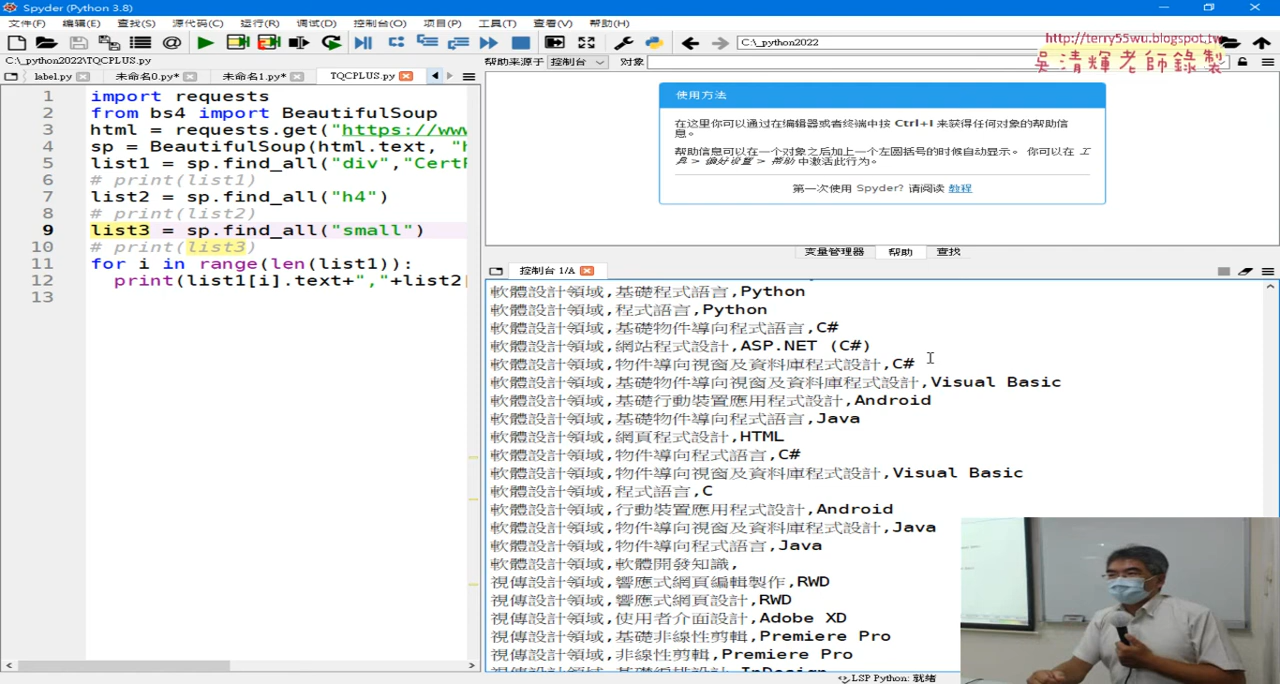 Spyder (Python 3.8)
文件(F) 编辑(E) 查找(S) 源代码(C) 运行(R) 调试(D) 控制台(O) 项目(P) 工具(T) 查看(V) 帮助(H)
C:\_python2022
http://terry55wu.blogspot.tw
吳清輝老師錄製
C:\_python2022\TQCPLUS.py
帮助来源于 控制台 对象
label.py 未命名0.py* 未命名1.py* TQCPLUS.py
1 import requests
2 from bs4 import BeautifulSoup
3 html = requests.get("https://www
4 sp = BeautifulSoup(html.text, "h
5 list1 = sp.find_all("div","CertF
6 # print(list1)
7 list2 = sp.find_all("h4")
8 # print(list2)
9 list3 = sp.find_all("small")
10 # print(list3)
11 for i in range(len(list1)):
12 print(list1[i].text+","+list2[
13
使用方法
在这里你可以通过在编辑器或者终端中按 Ctrl+I 来获得任何对象的帮助信
息。
帮助信息可以在一个对象之后加上一个左圆括号的时候自动显示。 你可以在 工
具 > 偏好设置 > 帮助 中激活此行为。
第一次使用 Spyder? 请阅读 教程
变量管理器 帮助 查找
控制台 1/A
軟體設計領域,基礎程式語言,Python
軟體設計領域,程式語言,Python
軟體設計領域,基礎物件導向程式語言,C#
軟體設計領域,網站程式設計,ASP.NET (C#)
軟體設計領域,物件導向視窗及資料庫程式設計,C#
軟體設計領域,基礎物件導向視窗及資料庫程式設計,Visual Basic
軟體設計領域,基礎行動裝置應用程式設計,Android
軟體設計領域,基礎物件導向程式語言,Java
軟體設計領域,網頁程式設計,HTML
軟體設計領域,物件導向程式語言,C#
軟體設計領域,物件導向視窗及資料庫程式設計,Visual Basic
軟體設計領域,程式語言,C
軟體設計領域,行動裝置應用程式設計,Android
軟體設計領域,物件導向視窗及資料庫程式設計,Java
軟體設計領域,物件導向程式語言,Java
軟體設計領域,軟體開發知識,
視傳設計領域,響應式網頁編輯製作,RWD
視傳設計領域,響應式網頁設計,RWD
視傳設計領域,使用者介面設計,Adobe XD
視傳設計領域,基礎非線性剪輯,Premiere Pro
視傳設計領域,非線性剪輯,Premiere Pro
視傳設計領域,基礎編排設計,InDesign
LSP Python: 就绪